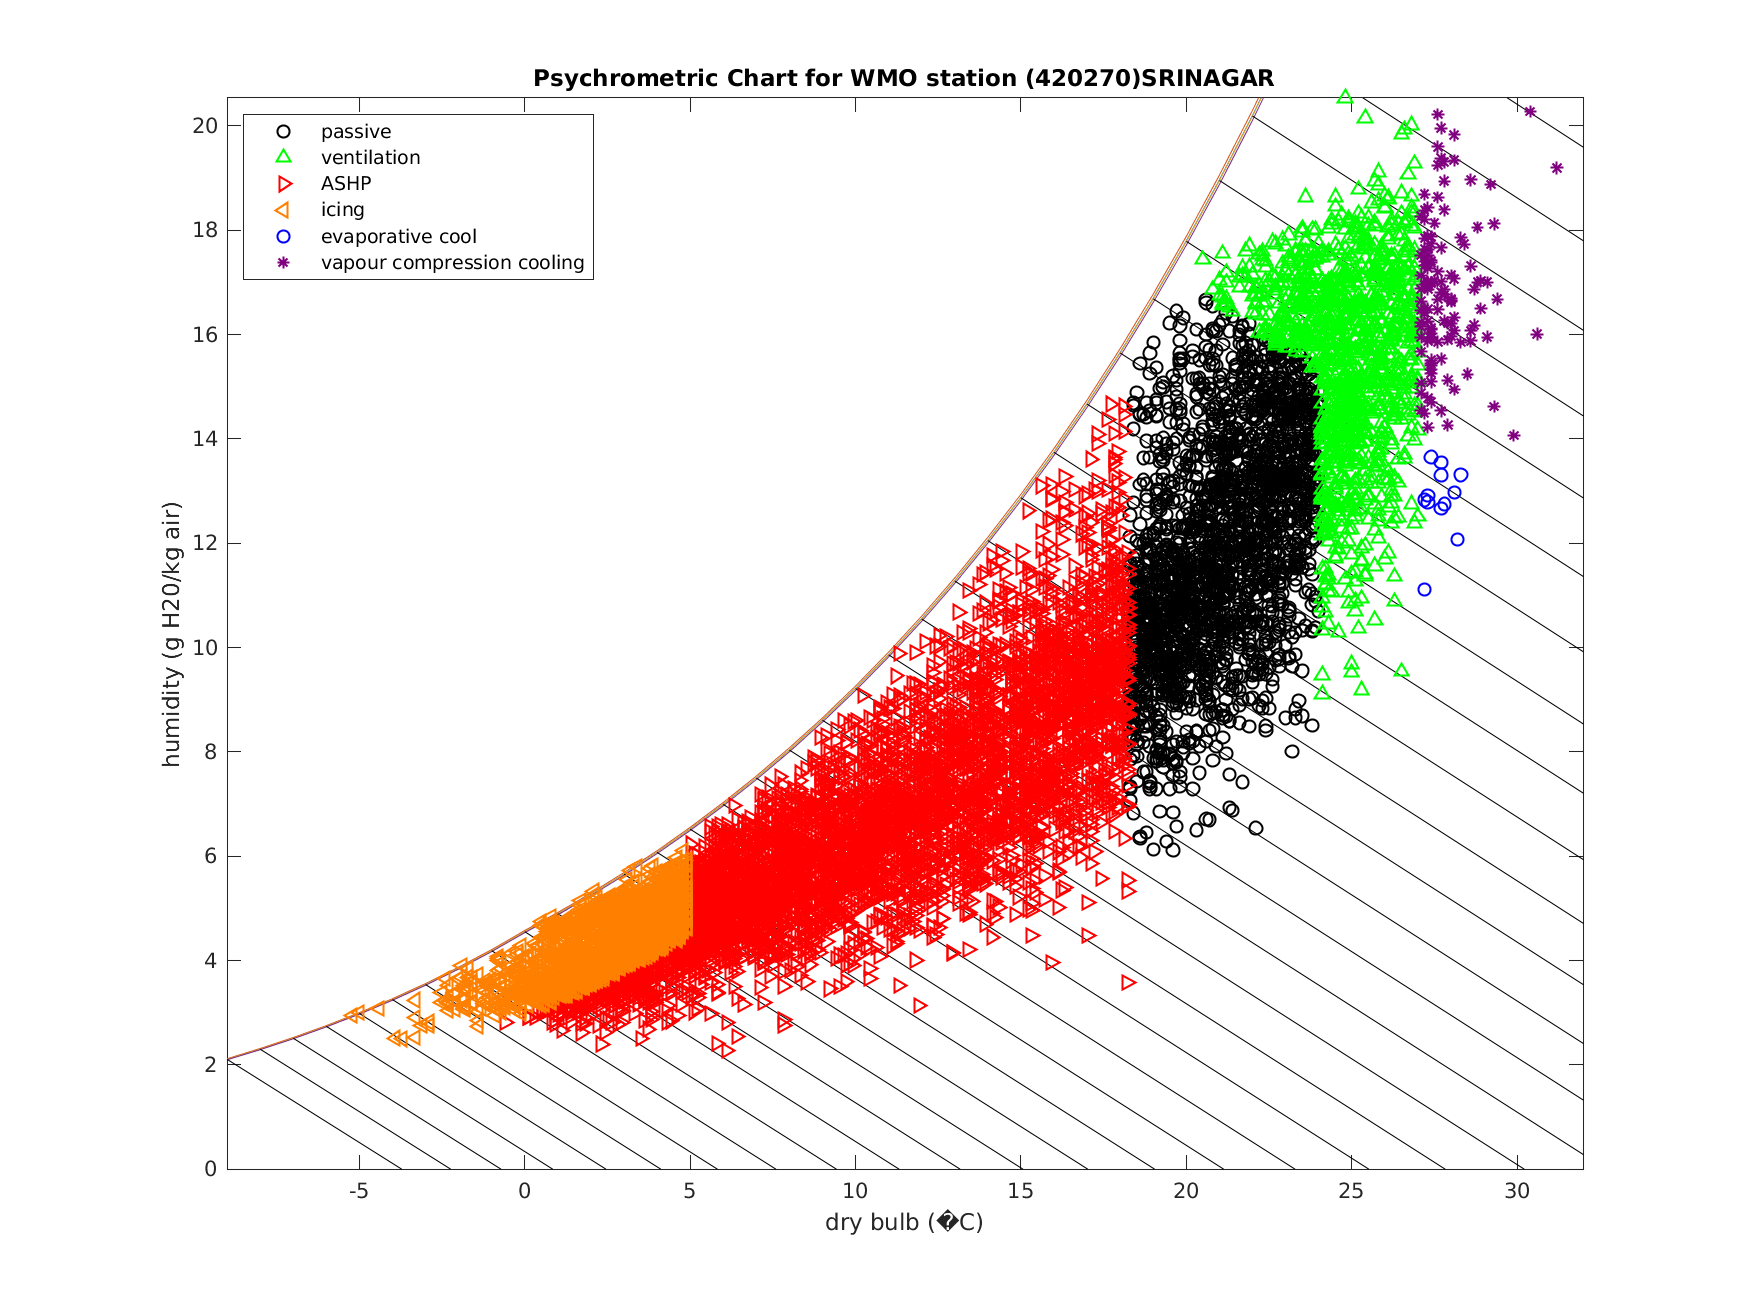 Psychrometric Chart for WMO station (420270)SRINAGAR
passive
ventilation
ASHP
icing
evaporative cool
vapour compression cooling
humidity (g H20/kg air)
20
18
16
14
12
10
8
6
4
2
0
-5 0 5 10 15 20 25 30
dry bulb (�C)